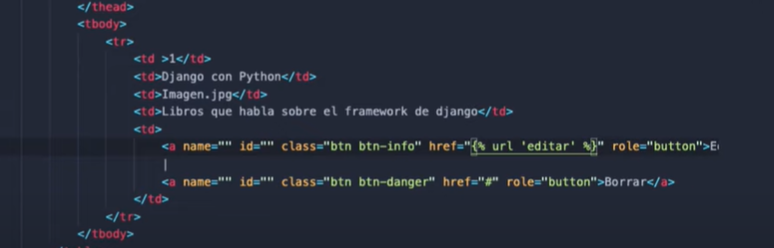 </thead>
<tbody>
<tr>
<td >1</td>
<td>Django con Python</td>
<td>Imagen.jpg</td>
<td>Libros que habla sobre el framework de django</td>
<td>
<a name="" id="" class="btn btn-info" href="{% url 'editar' %}" role="button">E
|
<a name="" id="" class="btn btn-danger" href="#" role="button">Borrar</a>
</td>
</tr>
</tbody>